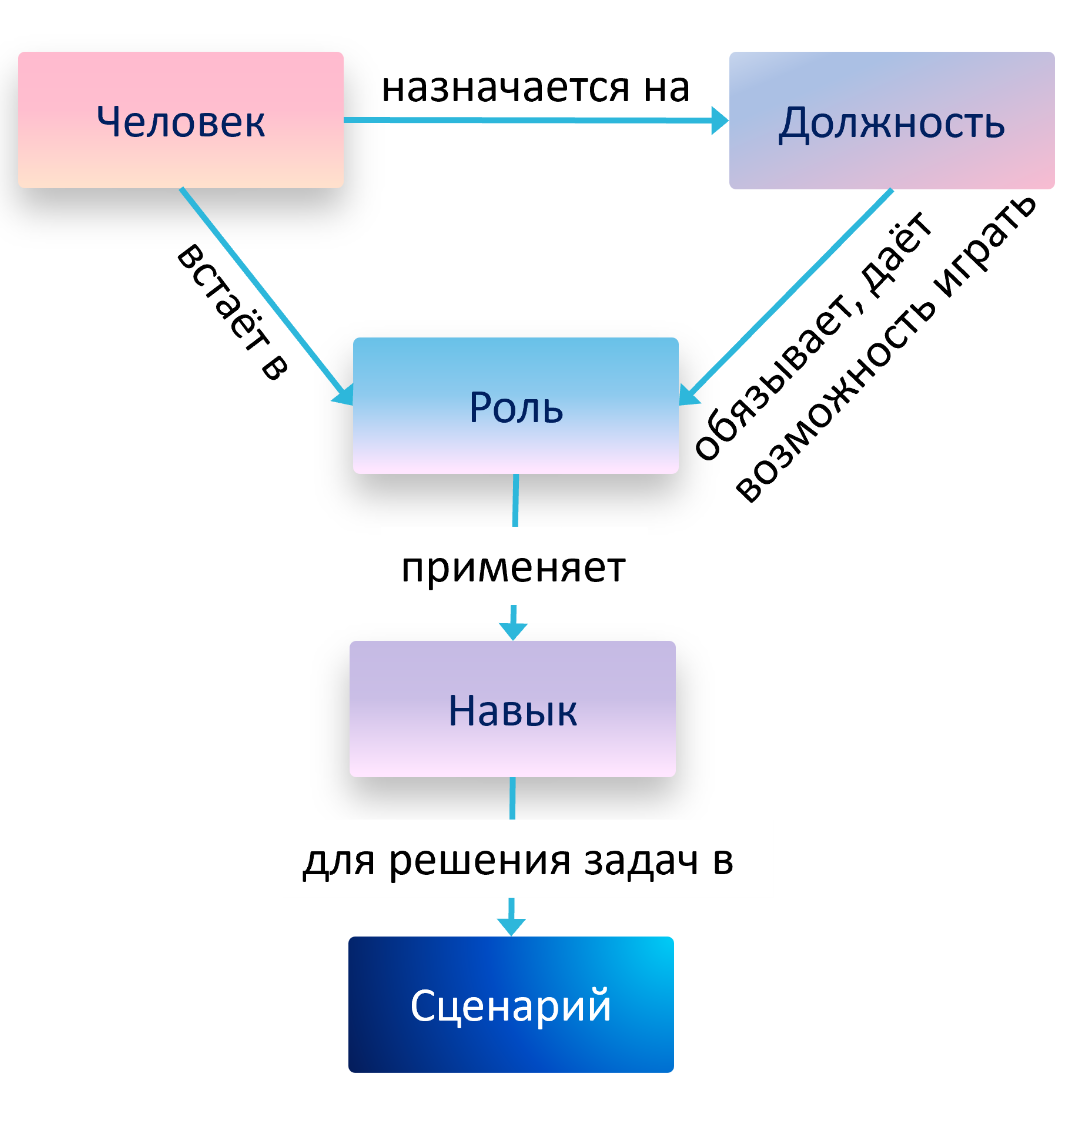 Человек
назначается на
Должность
встаёт в
обязывает, даёт
возможность играть
Роль
применяет
Навык
для решения задач в
Сценарий